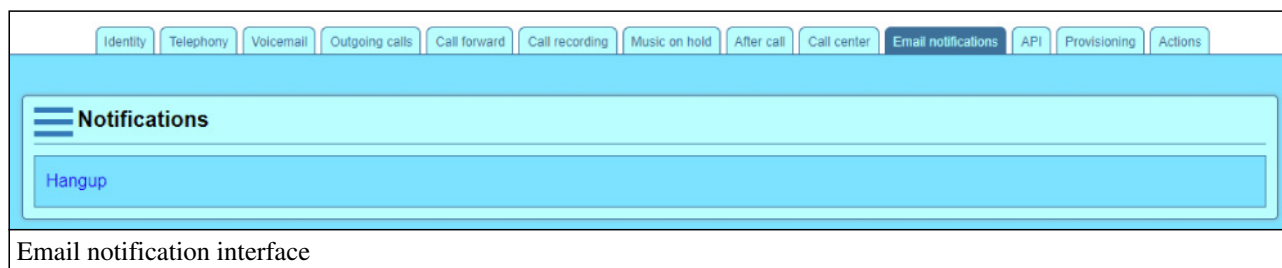 Identity Telephony Voicemail Outgoing calls Call forward Call recording Music on hold After call Call center Email notifications API Provisioning Actions
Notifications
Hangup
Email notification interface